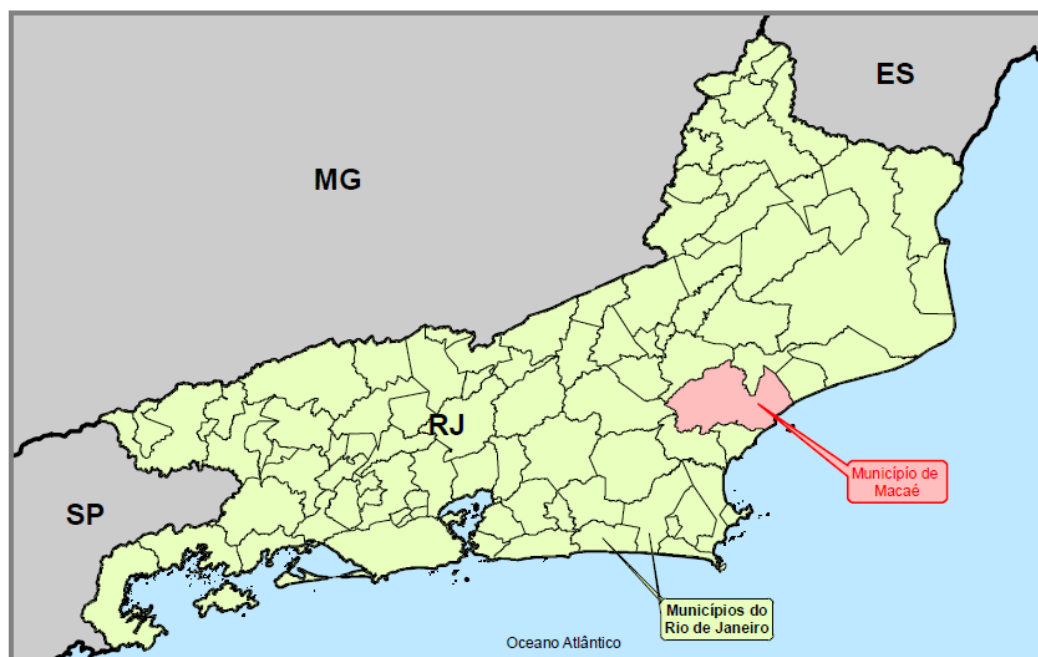 ES
MG
RJ
Município de
Macaé
SP
Municípios do
Rio de Janeiro
Oceano Atlântico